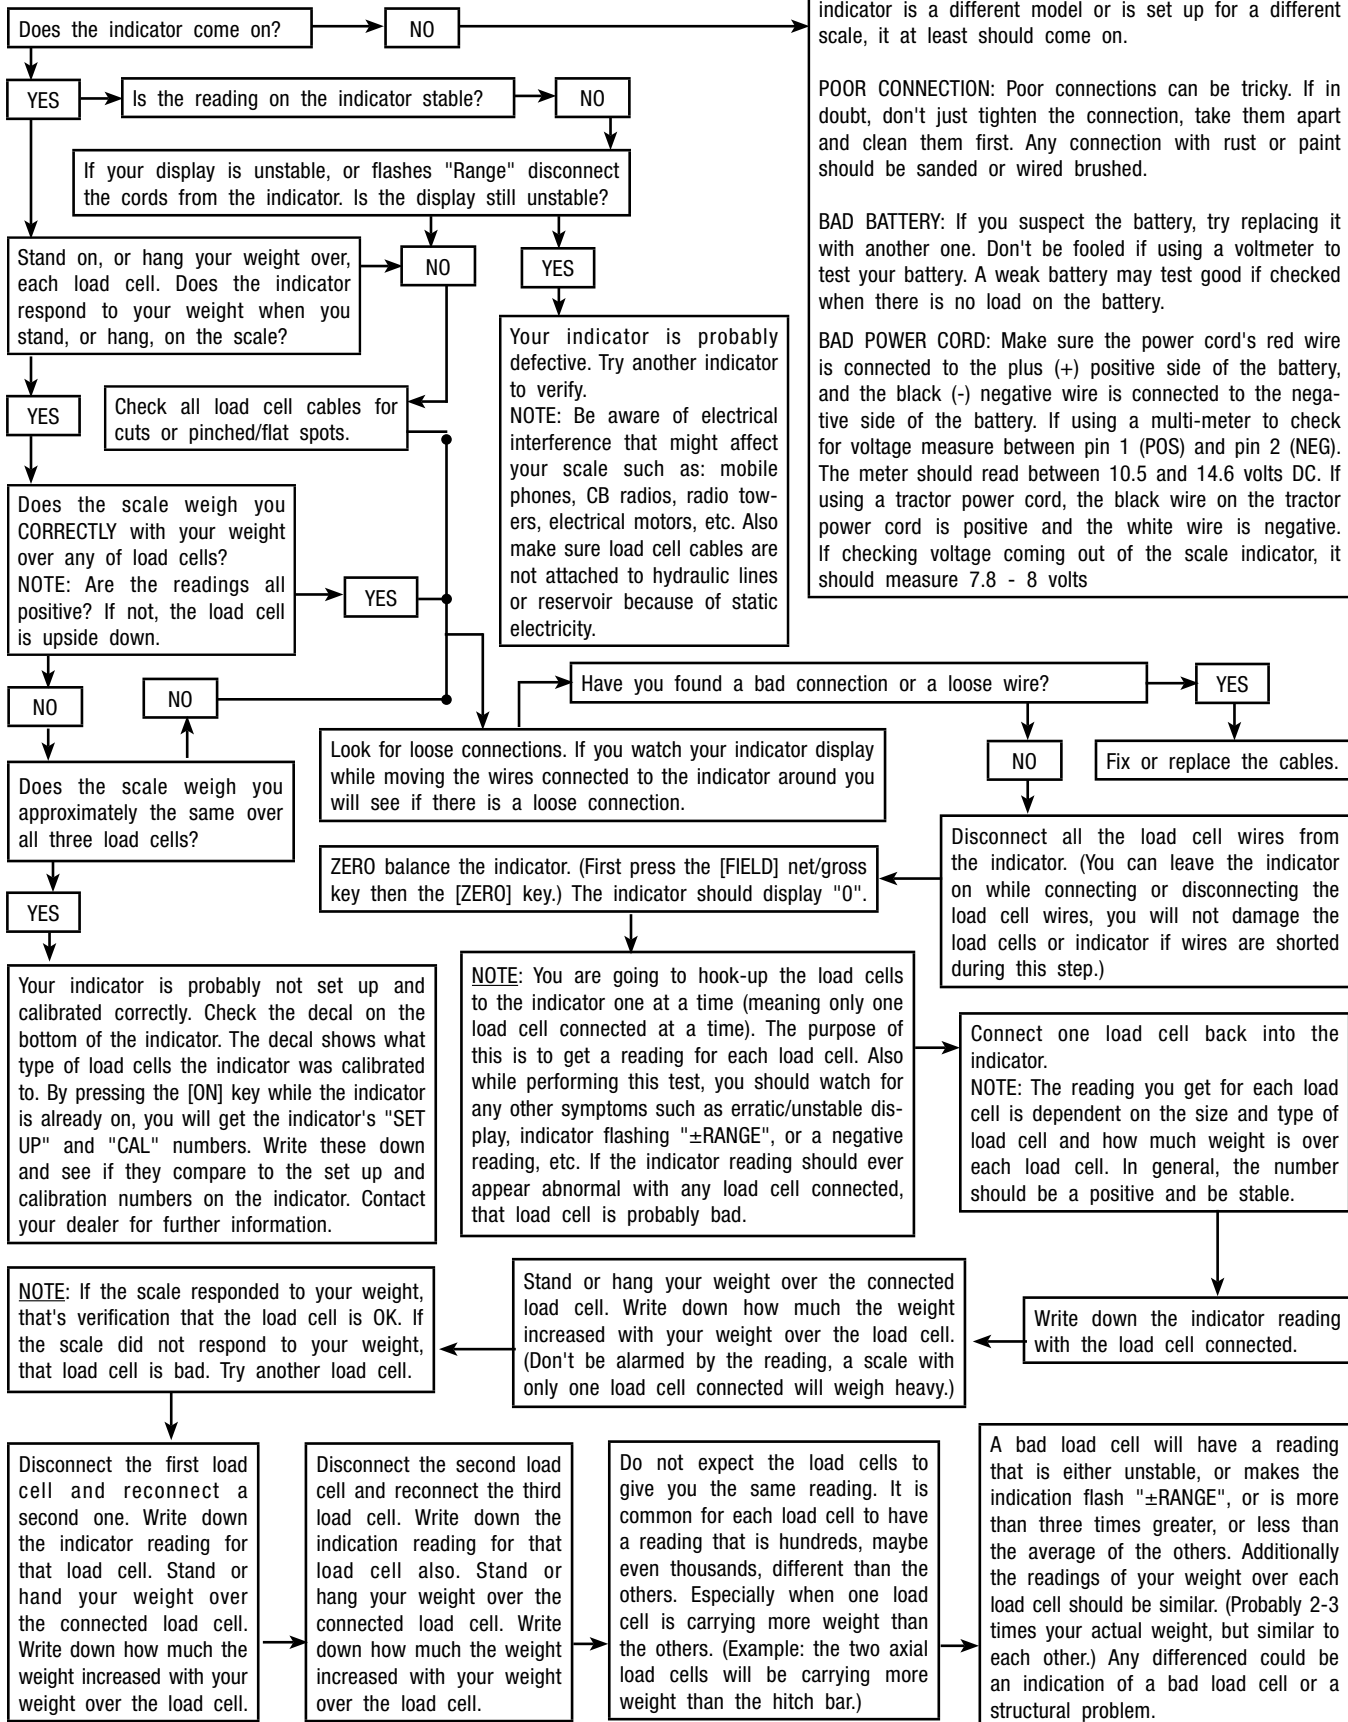 Does the indicator come on?
NO
indicator is a different model or is set up for a different
scale, it at least should come on.
POOR CONNECTION: Poor connections can be tricky. If in
doubt, don't just tighten the connection, take them apart
and clean them first. Any connection with rust or paint
should be sanded or wired brushed.
BAD BATTERY: If you suspect the battery, try replacing it
with another one. Don't be fooled if using a voltmeter to
test your battery. A weak battery may test good if checked
when there is no load on the battery.
BAD POWER CORD: Make sure the power cord's red wire
is connected to the plus (+) positive side of the battery,
and the black (-) negative wire is connected to the nega-
tive side of the battery. If using a multi-meter to check
for voltage measure between pin 1 (POS) and pin 2 (NEG).
The meter should read between 10.5 and 14.6 volts DC. If
using a tractor power cord, the black wire on the tractor
power cord is positive and the white wire is negative.
If checking voltage coming out of the scale indicator, it
should measure 7.8 - 8 volts
YES
Is the reading on the indicator stable?
NO
If your display is unstable, or flashes "Range" disconnect
the cords from the indicator. Is the display still unstable?
NO
YES
Stand on, or hang your weight over,
each load cell. Does the indicator
respond to your weight when you
stand, or hang, on the scale?
Your indicator is probably
defective. Try another indicator
to verify.
NOTE: Be aware of electrical
interference that might affect
your scale such as: mobile
phones, CB radios, radio tow-
ers, electrical motors, etc. Also
make sure load cell cables are
not attached to hydraulic lines
or reservoir because of static
electricity.
YES
Check all load cell cables for
cuts or pinched/flat spots.
Does the scale weigh you
CORRECTLY with your weight
over any of load cells?
NOTE: Are the readings all
positive? If not, the load cell
is upside down.
YES
NO
NO
Have you found a bad connection or a loose wire?
YES
Look for loose connections. If you watch your indicator display
while moving the wires connected to the indicator around you
will see if there is a loose connection.
NO
Fix or replace the cables.
Does the scale weigh you
approximately the same over
all three load cells?
Disconnect all the load cell wires from
the indicator. (You can leave the indicator
on while connecting or disconnecting the
load cell wires, you will not damage the
load cells or indicator if wires are shorted
during this step.)
ZERO balance the indicator. (First press the [FIELD] net/gross
key then the [ZERO] key.) The indicator should display "0".
YES
Your indicator is probably not set up and
calibrated correctly. Check the decal on the
bottom of the indicator. The decal shows what
type of load cells the indicator was calibrated
to. By pressing the [ON] key while the indicator
is already on, you will get the indicator's "SET
UP" and "CAL" numbers. Write these down
and see if they compare to the set up and
calibration numbers on the indicator. Contact
your dealer for further information.
NOTE: You are going to hook-up the load cells
to the indicator one at a time (meaning only one
load cell connected at a time). The purpose of
this is to get a reading for each load cell. Also
while performing this test, you should watch for
any other symptoms such as erratic/unstable dis-
play, indicator flashing "±RANGE", or a negative
reading, etc. If the indicator reading should ever
appear abnormal with any load cell connected,
that load cell is probably bad.
Connect one load cell back into the
indicator.
NOTE: The reading you get for each load
cell is dependent on the size and type of
load cell and how much weight is over
each load cell. In general, the number
should be a positive and be stable.
Write down the indicator reading
with the load cell connected.
Stand or hang your weight over the connected
load cell. Write down how much the weight
increased with your weight over the load cell.
(Don't be alarmed by the reading, a scale with
only one load cell connected will weigh heavy.)
NOTE: If the scale responded to your weight,
that's verification that the load cell is OK. If
the scale did not respond to your weight,
that load cell is bad. Try another load cell.
Disconnect the first load
cell and reconnect a
second one. Write down
the indicator reading for
that load cell. Stand or
hand your weight over
the connected load cell.
Write down how much the
weight increased with your
weight over the load cell.
Disconnect the second load
cell and reconnect the third
load cell. Write down the
indication reading for that
load cell also. Stand or
hang your weight over the
connected load cell. Write
down how much the weight
increased with your weight
over the load cell.
Do not expect the load cells to
give you the same reading. It is
common for each load cell to have
a reading that is hundreds, maybe
even thousands, different than the
others. Especially when one load
cell is carrying more weight than
the others. (Example: the two axial
load cells will be carrying more
weight than the hitch bar.)
A bad load cell will have a reading
that is either unstable, or makes the
indication flash "±RANGE", or is more
than three times greater, or less than
the average of the others. Additionally
the readings of your weight over each
load cell should be similar. (Probably 2-3
times your actual weight, but similar to
each other.) Any differenced could be
an indication of a bad load cell or a
structural problem.